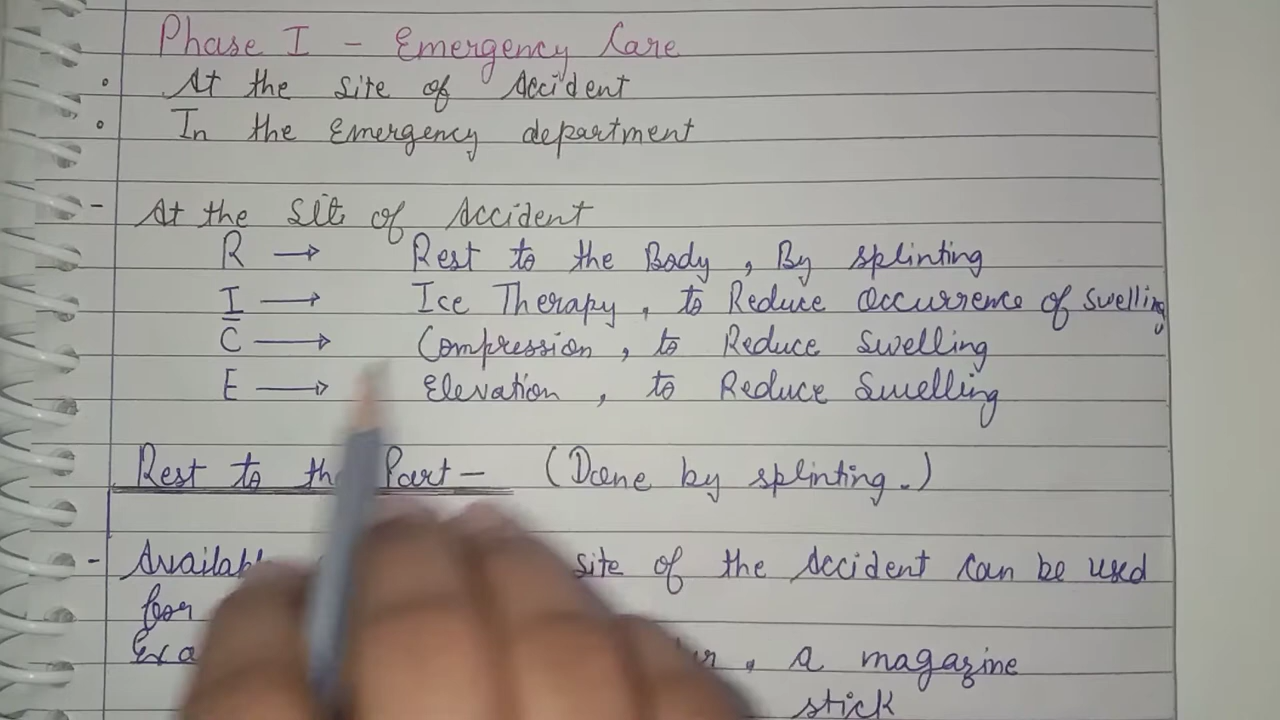 Phase I - Emergency Care
• At the site of Accident
• In the Emergency department
- At the site of Accident
R → Rest to the Body, By splinting
I → Ice Therapy, to Reduce Occurrence of swelling
C → Compression, to Reduce Swelling
E → Elevation, to Reduce Swelling
Rest to the Part - (Done by splinting.)
- site of the Accident can be used
for
, a magazine
stick